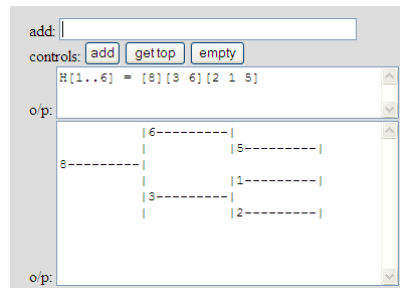 add:
controls: add get top empty
H[1..6] = [8][3 6][2 1 5]
o/p:
|6---------|
| |5---------|
8---------|
| |1---------|
|3---------|
| |2---------|
o/p: